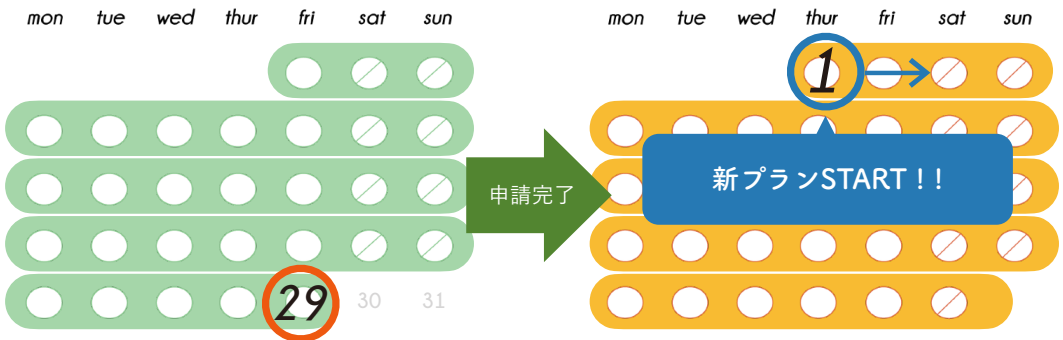 mon tue wed thur fri sat sun
29 30 31
申請完了
mon tue wed thur fri sat sun
1
新プランSTART！！